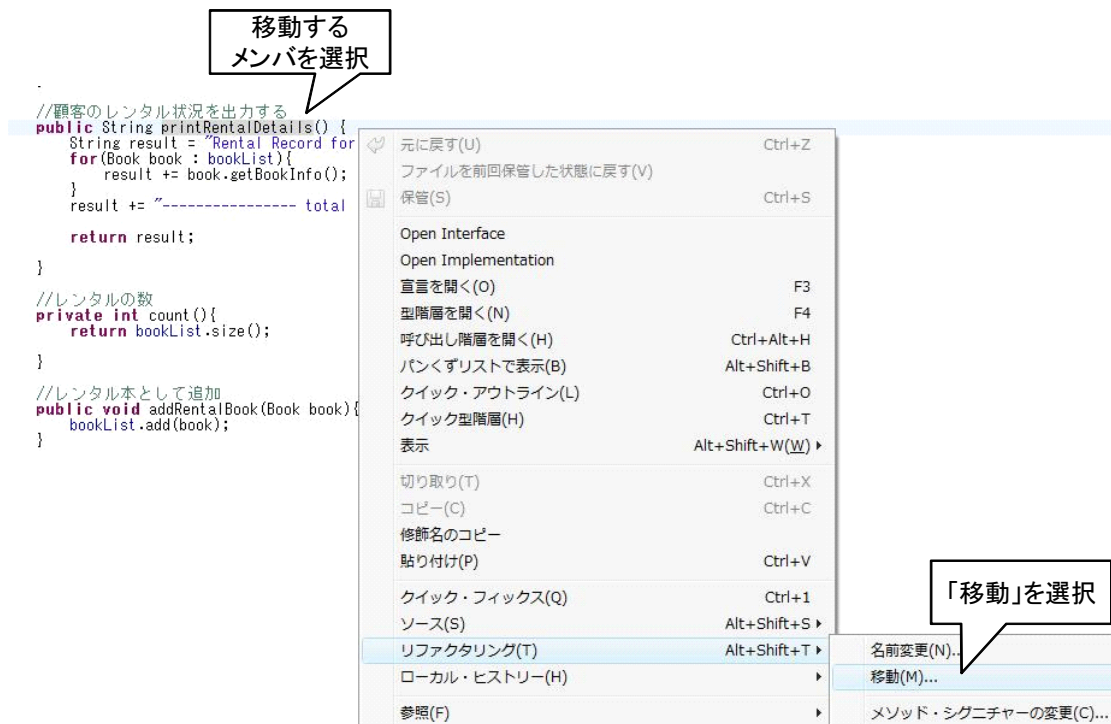 移動する
メンバを選択
//顧客のレンタル状況を出力する
public String printRentalDetails() {
String result = "Rental Record for
for(Book book : bookList){
result += book.getBookInfo();
}
result += "---------------- total
return result;
}
//レンタルの数
private int count(){
return bookList.size();
}
//レンタル本として追加
public void addRentalBook(Book book){
bookList.add(book);
}
元に戻す(U) Ctrl+Z
ファイルを前回保管した状態に戻す(V)
保管(S) Ctrl+S
Open Interface
Open Implementation
宣言を開く(O) F3
型階層を開く(N) F4
呼び出し階層を開く(H) Ctrl+Alt+H
パンくずリストで表示(B) Alt+Shift+B
クイック・アウトライン(L) Ctrl+O
クイック型階層(H) Ctrl+T
表示 Alt+Shift+W(W)
切り取り(T) Ctrl+X
コピー(C) Ctrl+C
修飾名のコピー
貼り付け(P) Ctrl+V
クイック・フィックス(Q) Ctrl+1
ソース(S) Alt+Shift+S
リファクタリング(T) Alt+Shift+T
ローカル・ヒストリー(H)
参照(F)
「移動」を選択
名前変更(N)..
移動(M)...
メソッド・シグニチャーの変更(C)...